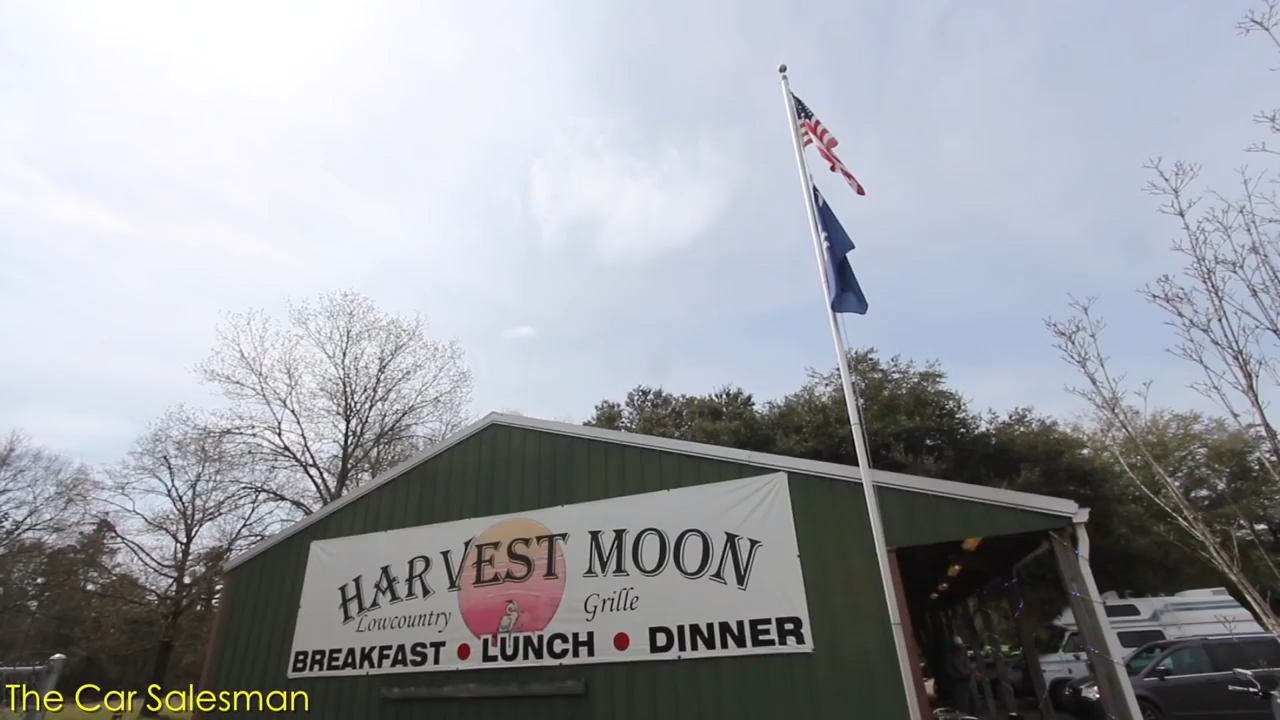 HARVEST MOON
Lowcountry Grille
BREAKFAST • LUNCH • DINNER
The Car Salesman